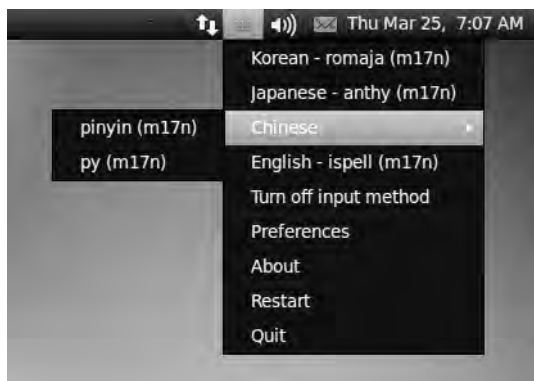 Thu Mar 25, 7:07 AM
Korean - romaja (m17n)
Japanese - anthy (m17n)
Chinese
pinyin (m17n)
py (m17n)
English - ispell (m17n)
Turn off input method
Preferences
About
Restart
Quit